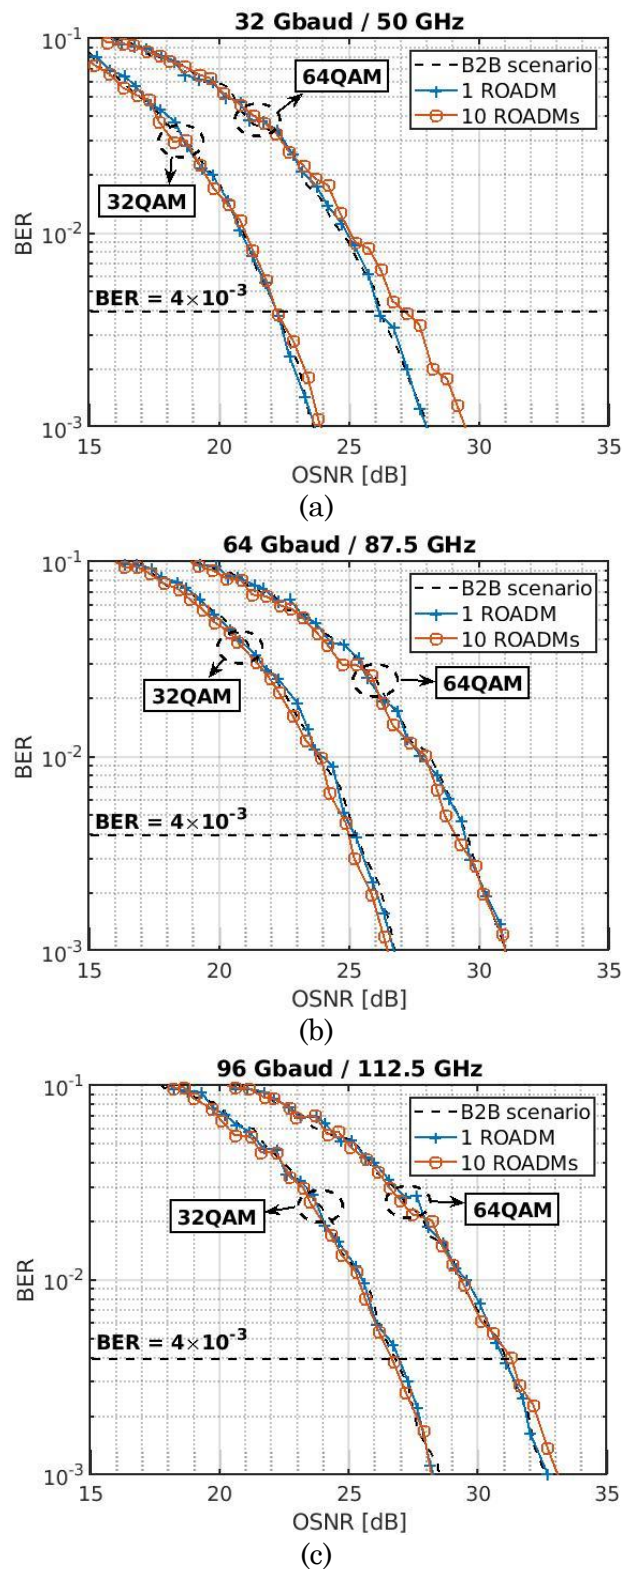 32 Gbaud / 50 GHz
10⁻¹
B2B scenario
1 ROADM
10 ROADMs
64QAM
32QAM
10⁻²
BER
BER = 4×10⁻³
10⁻³
15 20 25 30 35
OSNR [dB]
(a)
64 Gbaud / 87.5 GHz
10⁻¹
B2B scenario
1 ROADM
10 ROADMs
32QAM
64QAM
10⁻²
BER
BER = 4×10⁻³
10⁻³
15 20 25 30 35
OSNR [dB]
(b)
96 Gbaud / 112.5 GHz
10⁻¹
B2B scenario
1 ROADM
10 ROADMs
32QAM
64QAM
10⁻²
BER
BER = 4×10⁻³
10⁻³
15 20 25 30 35
OSNR [dB]
(c)